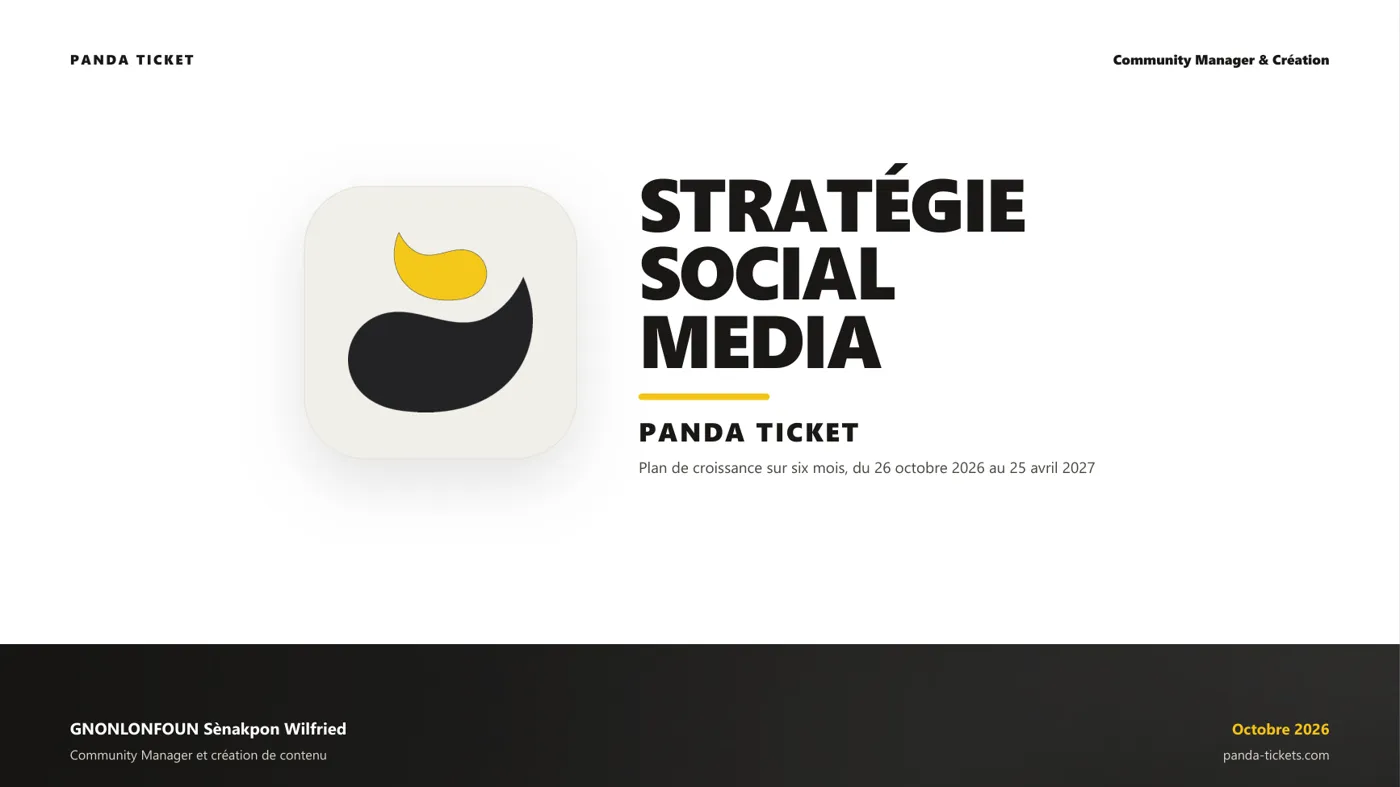 PANDA TICKET
Community Manager & Création
STRATÉGIE
SOCIAL
MEDIA
PANDA TICKET
Plan de croissance sur six mois, du 26 octobre 2026 au 25 avril 2027
GNONLONFOUN Sènakpon Wilfried
Community Manager et création de contenu
Octobre 2026
panda-tickets.com